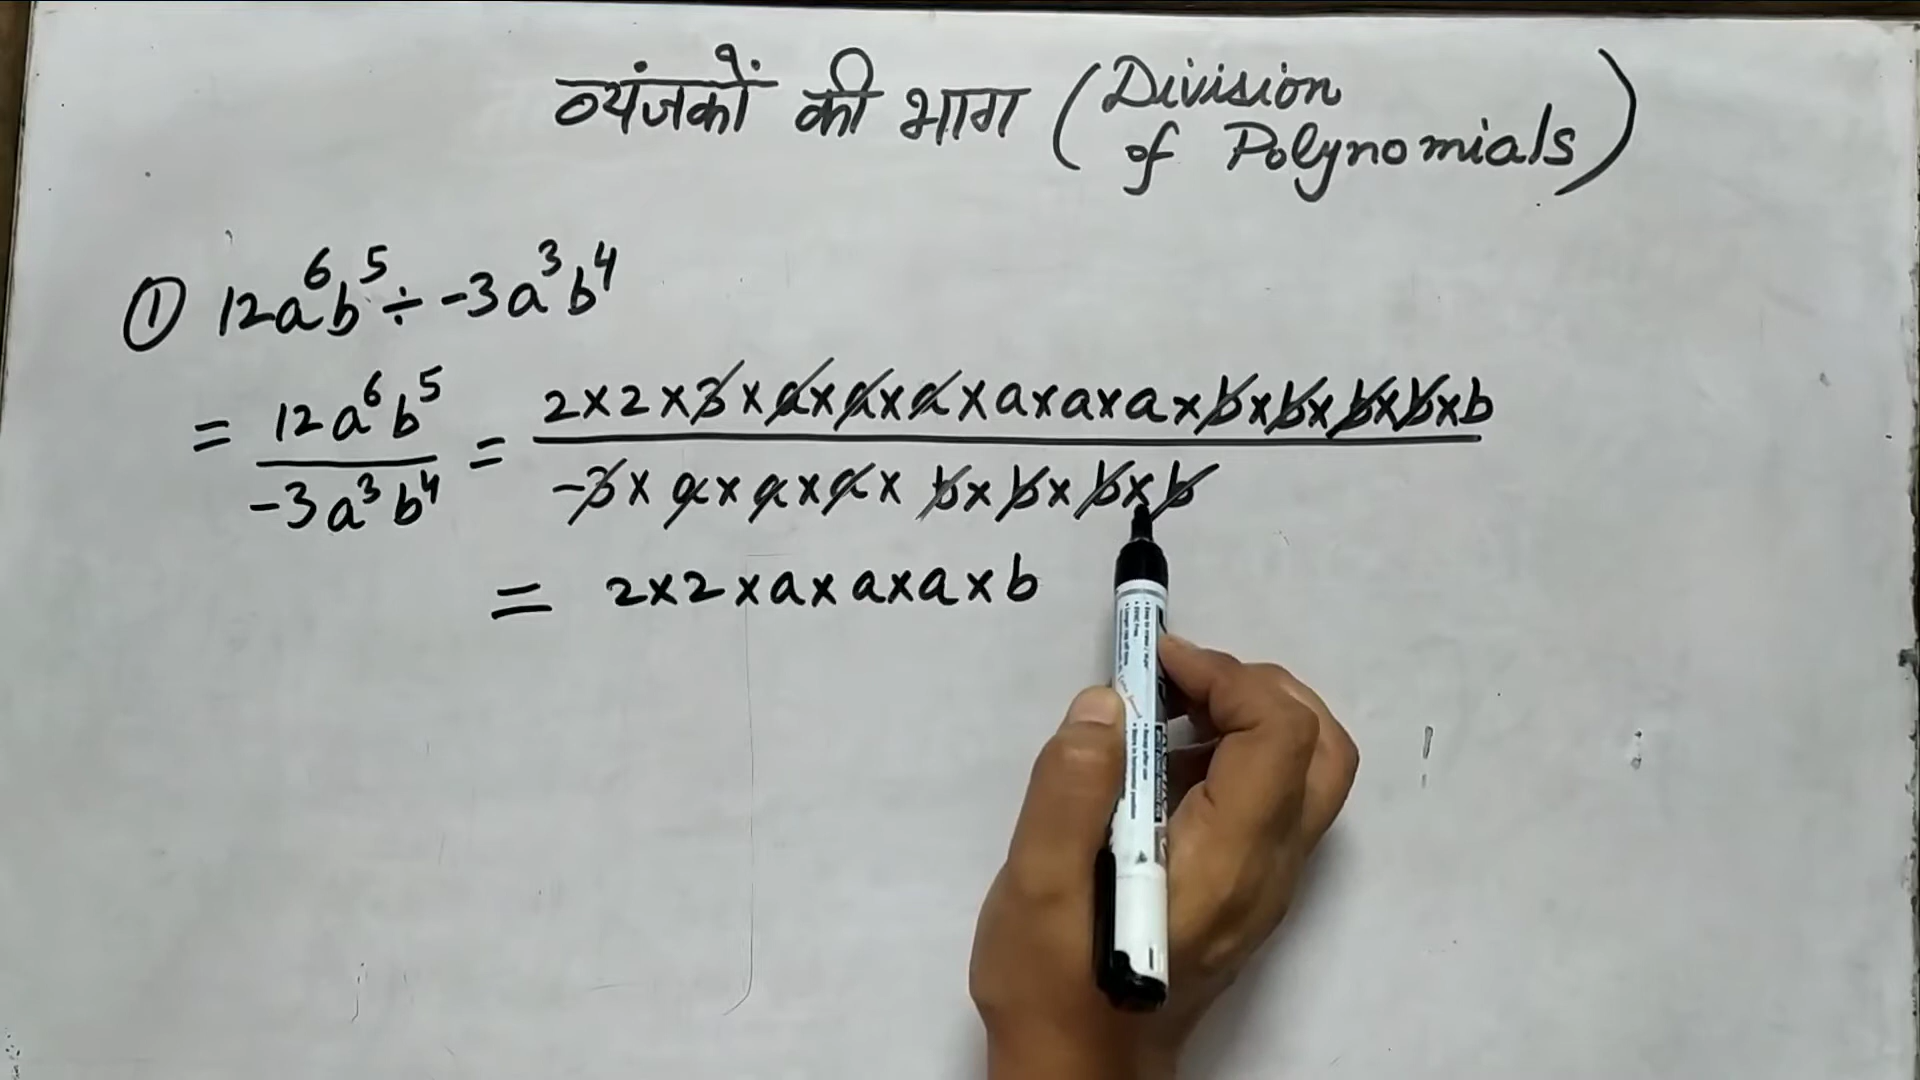 व्यंजकों की भाग (Division of Polynomials)
① 12a⁶b⁵ ÷ -3a³b⁴
= 12a⁶b⁵ / -3a³b⁴ = 2×2×3×a×a×a×a×a×a×b×b×b×b×b / -3×a×a×a×b×b×b×b
= 2×2×a×a×a×b